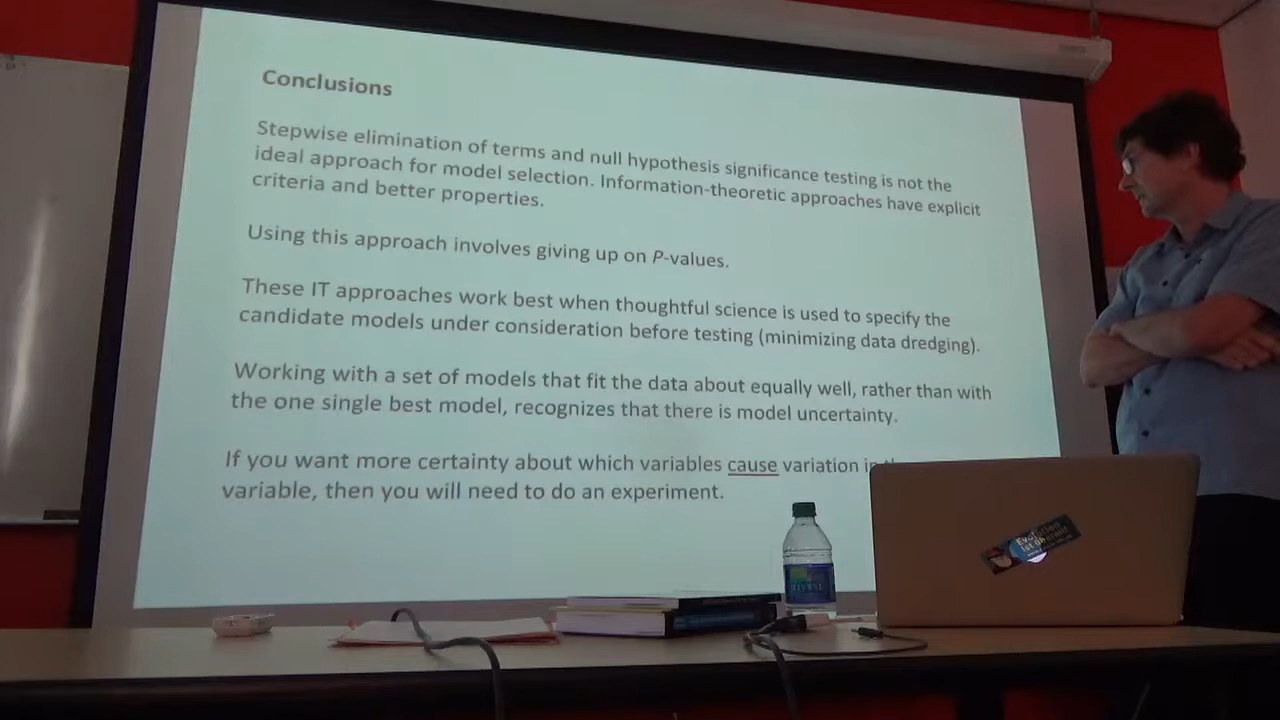 Conclusions
Stepwise elimination of terms and null hypothesis significance testing is not the
ideal approach for model selection. Information-theoretic approaches have explicit
criteria and better properties.
Using this approach involves giving up on P-values.
These IT approaches work best when thoughtful science is used to specify the
candidate models under consideration before testing (minimizing data dredging).
Working with a set of models that fit the data about equally well, rather than with
the one single best model, recognizes that there is model uncertainty.
If you want more certainty about which variables cause variation in
variable, then you will need to do an experiment.
Evolution
ist überall